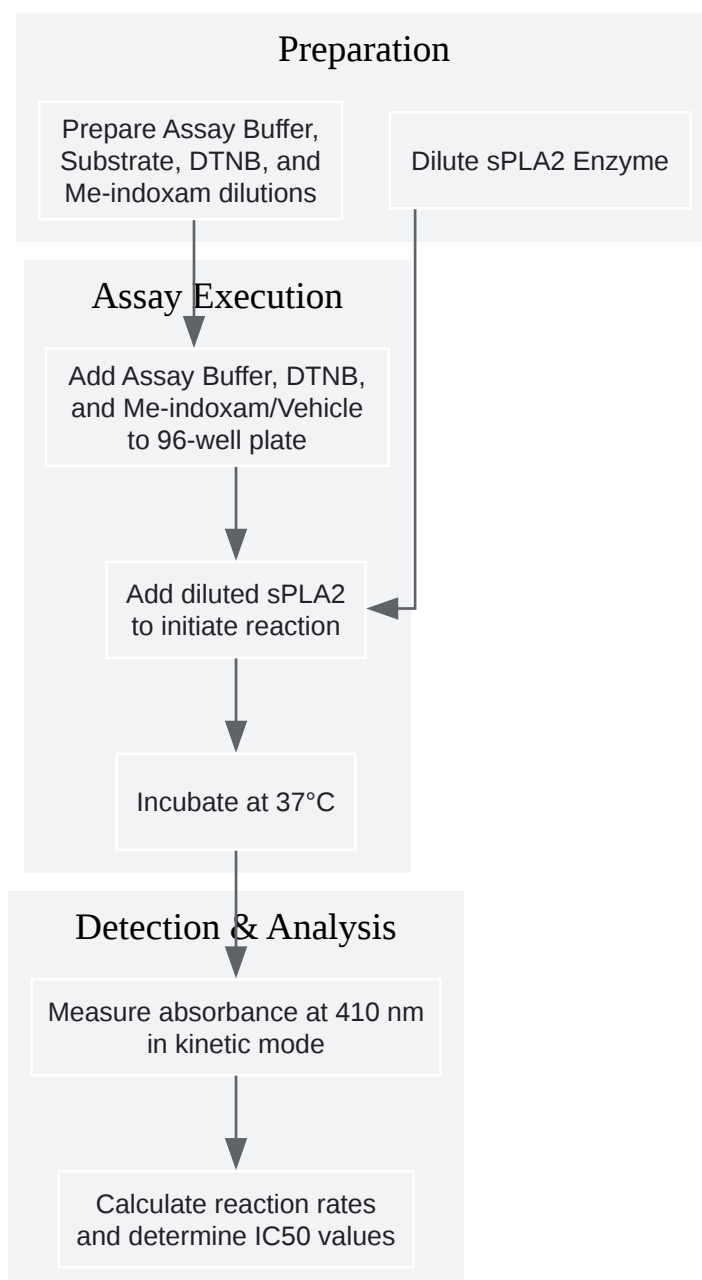 Preparation
Prepare Assay Buffer,
Substrate, DTNB, and
Me-indoxam dilutions
Dilute sPLA2 Enzyme
Assay Execution
Add Assay Buffer, DTNB,
and Me-indoxam/Vehicle
to 96-well plate
Add diluted sPLA2
to initiate reaction
Incubate at 37°C
Detection & Analysis
Measure absorbance at 410 nm
in kinetic mode
Calculate reaction rates
and determine IC50 values